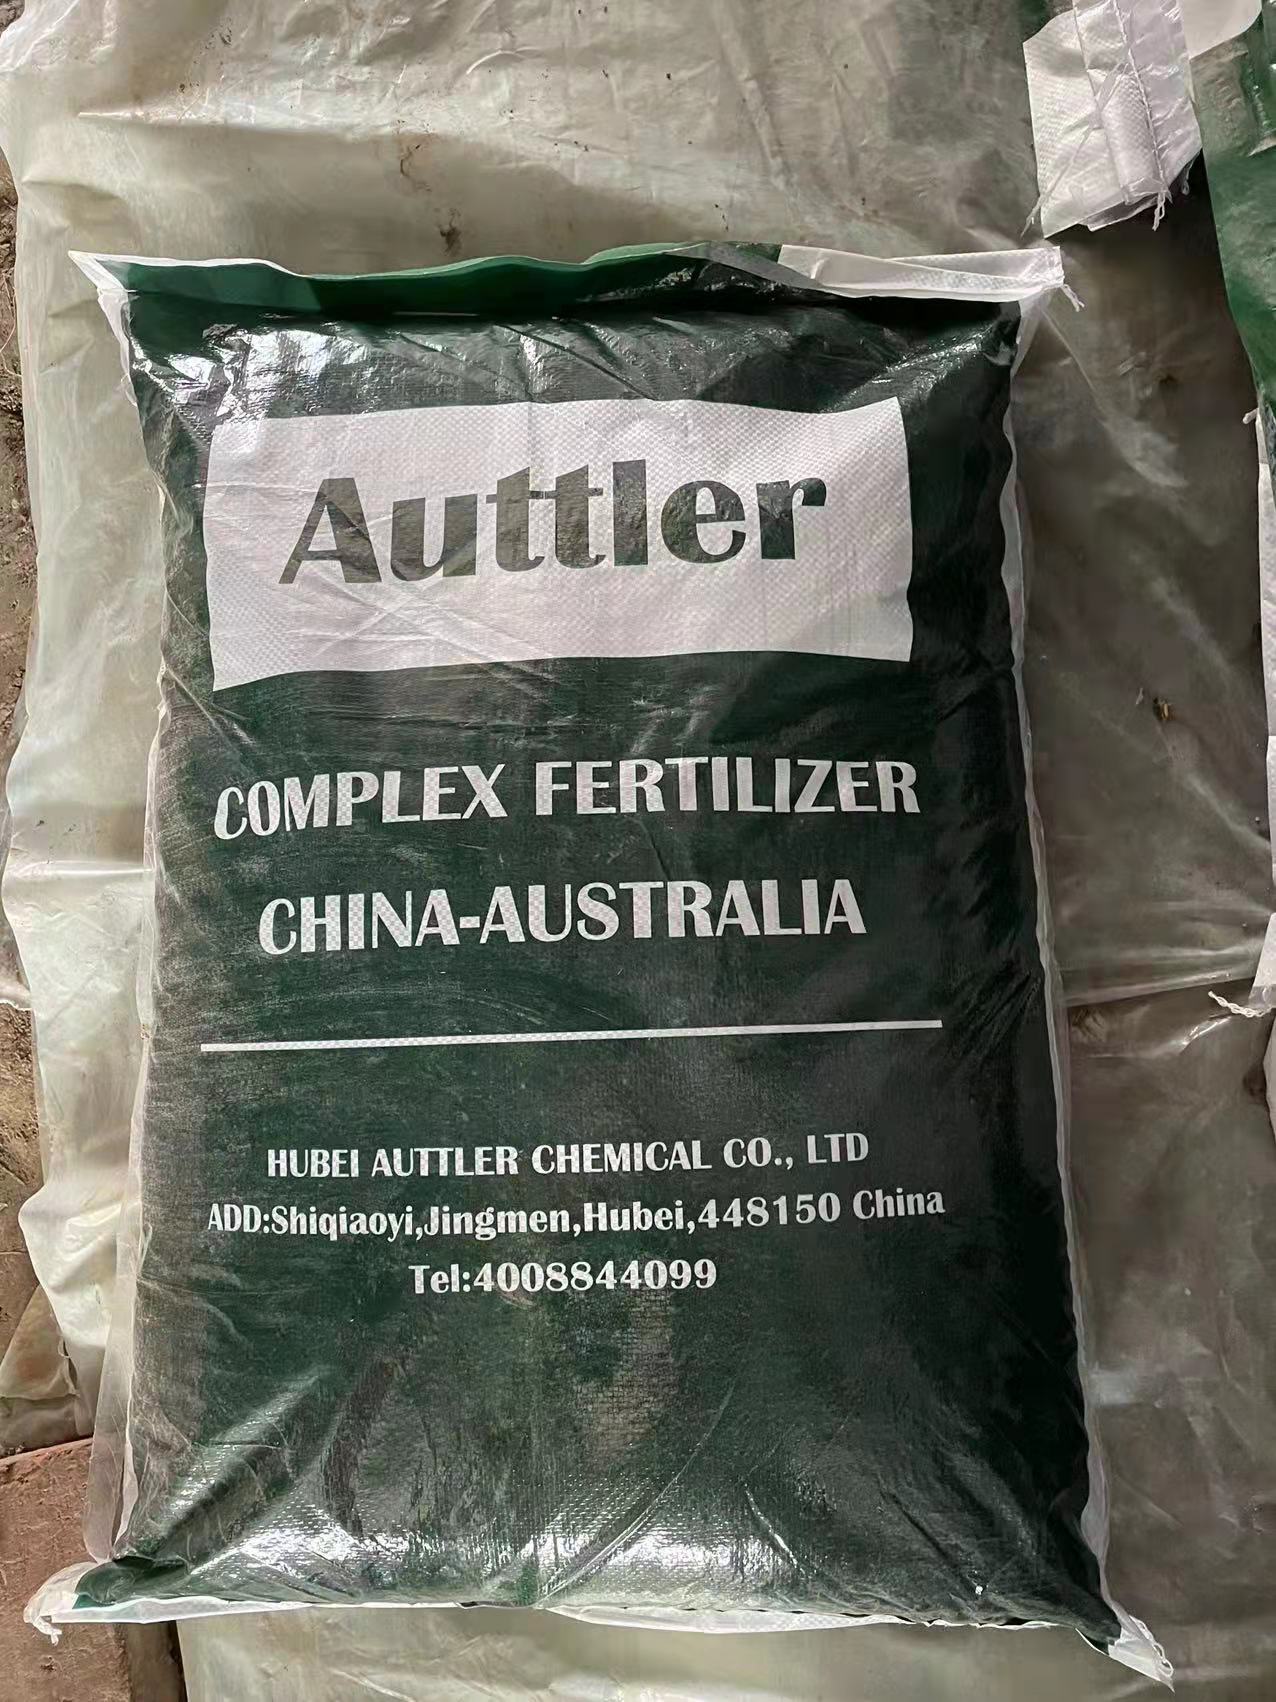 Auttler
COMPLEX FERTILIZER
CHINA-AUSTRALIA
HUBEI AUTTLER CHEMICAL CO., LTD
ADD:Shiqiaoyi,Jingmen,Hubei,448150 China
Tel:4008844099